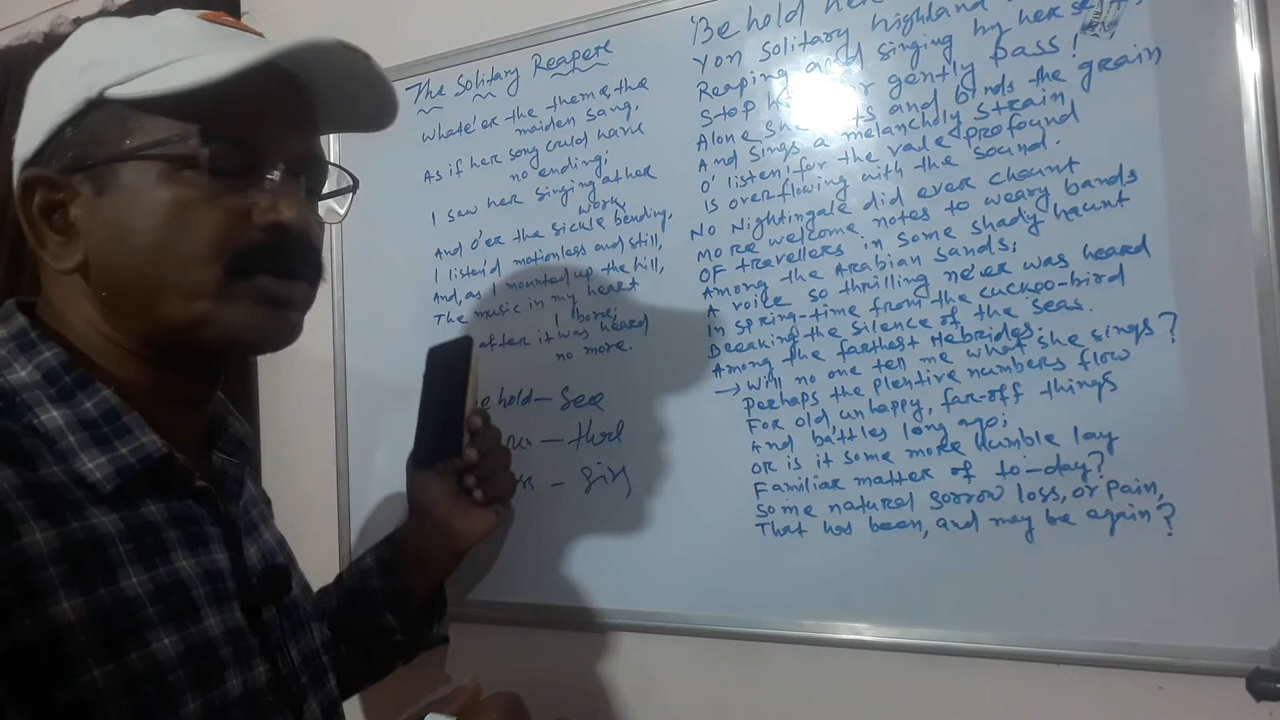 The Solitary Reapere
Whate'er the theme the
maiden sang,
As if her song could have
no ending;
I saw her singing at her
work,
And o'er the sickle bending,
I listen'd motionless and still,
And, as I mounted up the hill,
The music in my heart
I bore,
after it was heard
no more.
hold - See
- that
- girl
Be hold her
Yon solitary highland
Reaping and singing by herself,
Stop or gently pass!
Alone she and binds the grain
And sings a melancholy strain
O' listen! for the vale profound
Is overflowing with the sound.
No Nightingale did ever chaunt
More welcome notes to weary bands
OF travellers in some shady haunt
Among the Arabian sands;
A voice so thrilling ne'er was heard
In spring-time from the cuckoo-bird
Breaking the silence of the seas.
Among the farthest Hebrides.
→ Will no one tell me what she sings?
Perhaps the plentive numbers flow
For old, unhappy, far-off things
And battles long ago;
Or is it some more humble lay
Familiar matter of to-day?
Some natural sorrow loss, or pain,
That has been, and may be again?